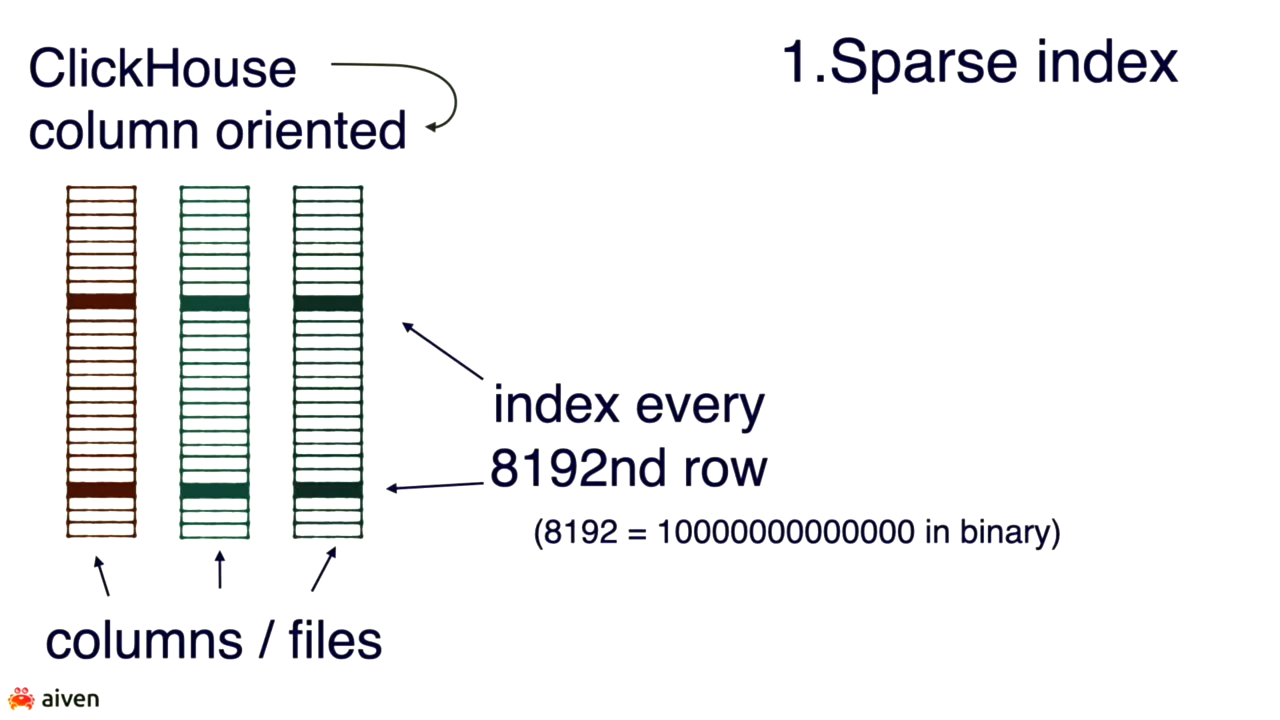 ClickHouse
column oriented
1.Sparse index
index every
8192nd row
(8192 = 10000000000000 in binary)
columns / files
aiven